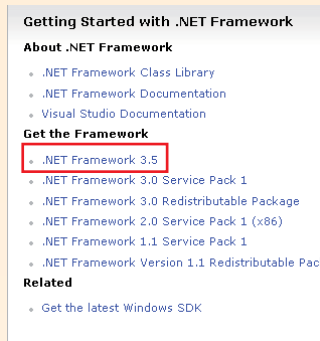 Getting Started with .NET Framework
About .NET Framework
.NET Framework Class Library
.NET Framework Documentation
Visual Studio Documentation
Get the Framework
.NET Framework 3.5
.NET Framework 3.0 Service Pack 1
.NET Framework 3.0 Redistributable Package
.NET Framework 2.0 Service Pack 1 (x86)
.NET Framework 1.1 Service Pack 1
.NET Framework Version 1.1 Redistributable Pac
Related
Get the latest Windows SDK